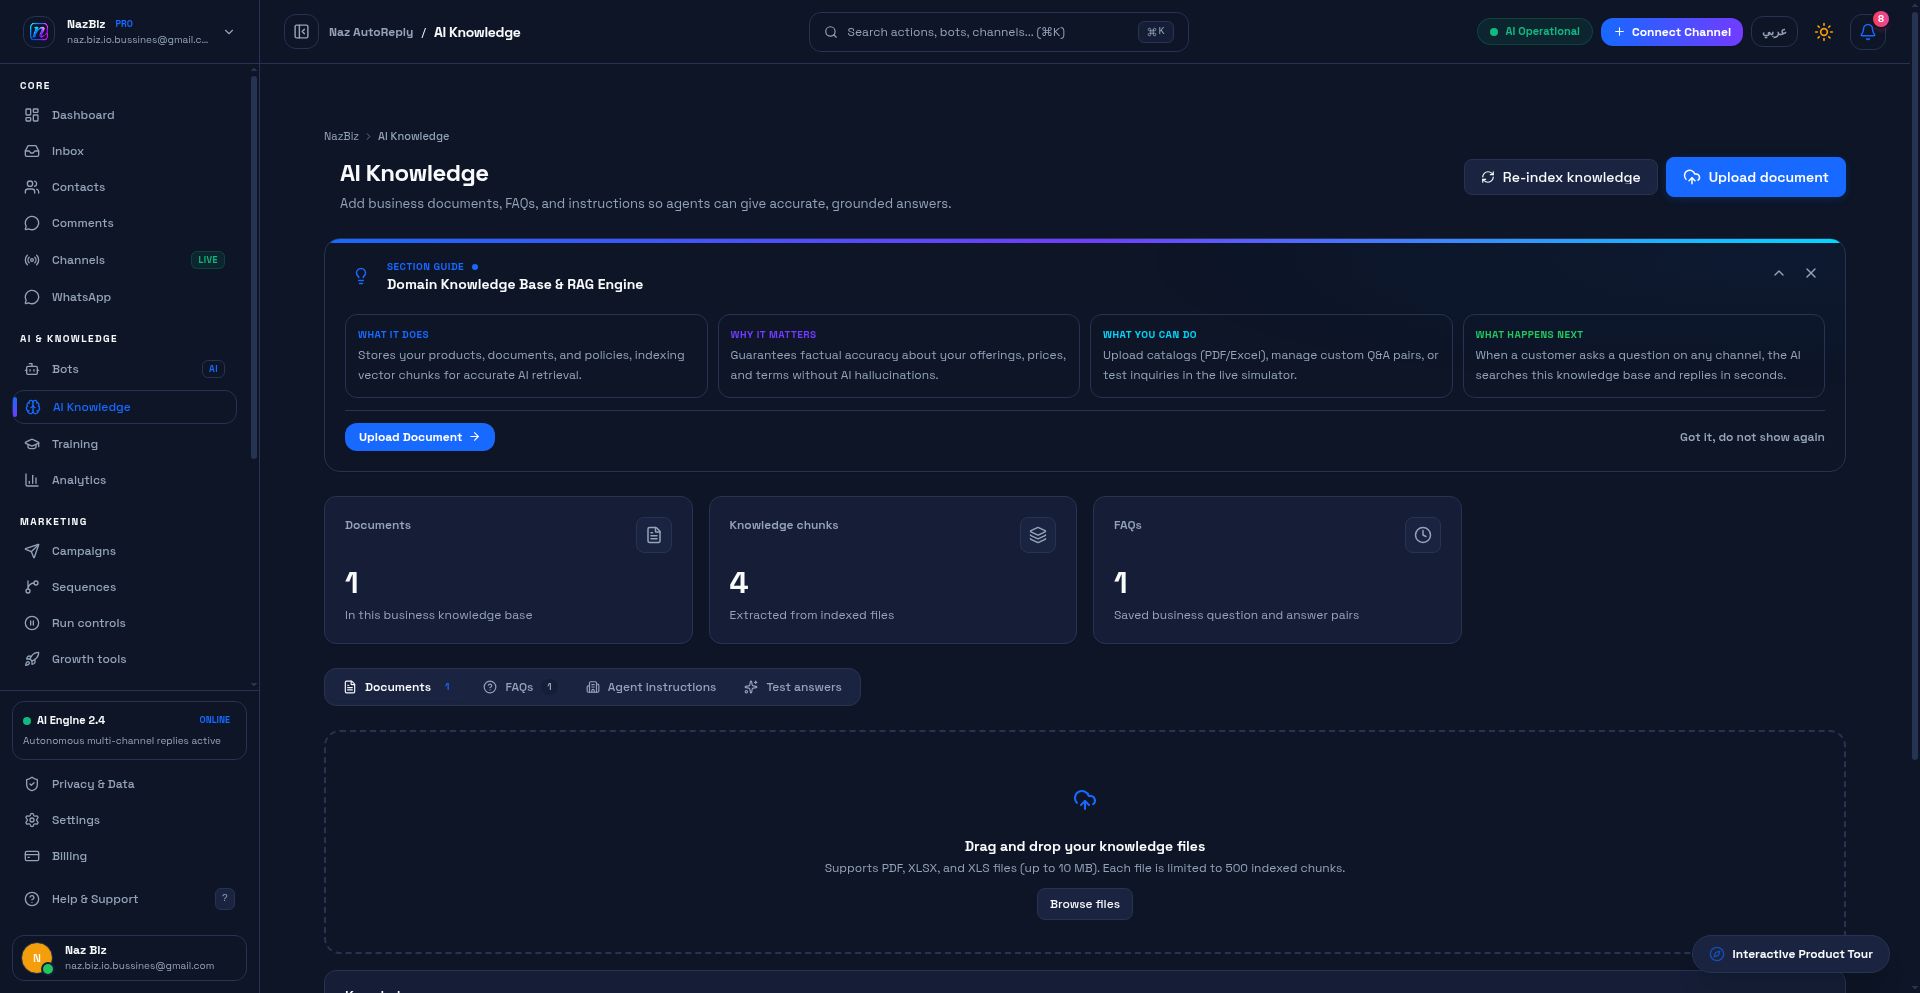 NazBiz PRO
naz.biz.io.bussines@gmail.c...
Naz AutoReply / AI Knowledge
Search actions, bots, channels... (⌘K)
⌘K
AI Operational
+ Connect Channel
عربي
8
CORE
Dashboard
Inbox
Contacts
Comments
Channels LIVE
WhatsApp
AI & KNOWLEDGE
Bots AI
AI Knowledge
Training
Analytics
MARKETING
Campaigns
Sequences
Run controls
Growth tools
AI Engine 2.4 ONLINE
Autonomous multi-channel replies active
Privacy & Data
Settings
Billing
Help & Support ?
N
Naz Biz
naz.biz.io.bussines@gmail.com
NazBiz > AI Knowledge
AI Knowledge
Add business documents, FAQs, and instructions so agents can give accurate, grounded answers.
Re-index knowledge
Upload document
SECTION GUIDE
Domain Knowledge Base & RAG Engine
WHAT IT DOES
Stores your products, documents, and policies, indexing
vector chunks for accurate AI retrieval.
WHY IT MATTERS
Guarantees factual accuracy about your offerings, prices,
and terms without AI hallucinations.
WHAT YOU CAN DO
Upload catalogs (PDF/Excel), manage custom Q&A pairs, or
test inquiries in the live simulator.
WHAT HAPPENS NEXT
When a customer asks a question on any channel, the AI
searches this knowledge base and replies in seconds.
Upload Document →
Got it, do not show again
Documents
1
In this business knowledge base
Knowledge chunks
4
Extracted from indexed files
FAQs
1
Saved business question and answer pairs
Documents 1
FAQs 1
Agent instructions
Test answers
Drag and drop your knowledge files
Supports PDF, XLSX, and XLS files (up to 10 MB). Each file is limited to 500 indexed chunks.
Browse files
Interactive Product Tour